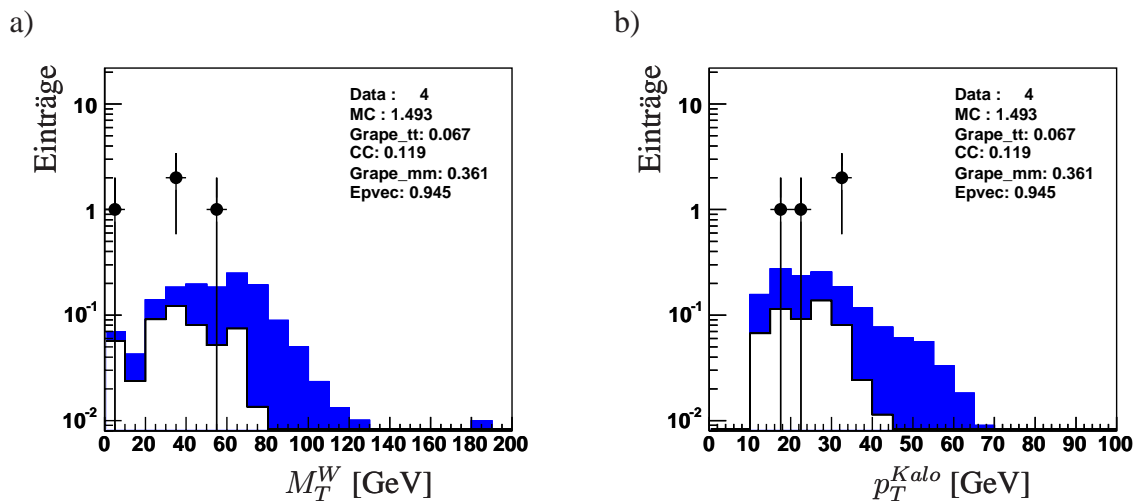 a)
Einträge
10
1
10^-1
10^-2
Data : 4
MC : 1.493
Grape_tt: 0.067
CC: 0.119
Grape_mm: 0.361
Epvec: 0.945
0 20 40 60 80 100 120 140 160 180 200
M_T^W [GeV]
b)
Einträge
10
1
10^-1
10^-2
Data : 4
MC : 1.493
Grape_tt: 0.067
CC: 0.119
Grape_mm: 0.361
Epvec: 0.945
0 10 20 30 40 50 60 70 80 90 100
p_T^Kalo [GeV]